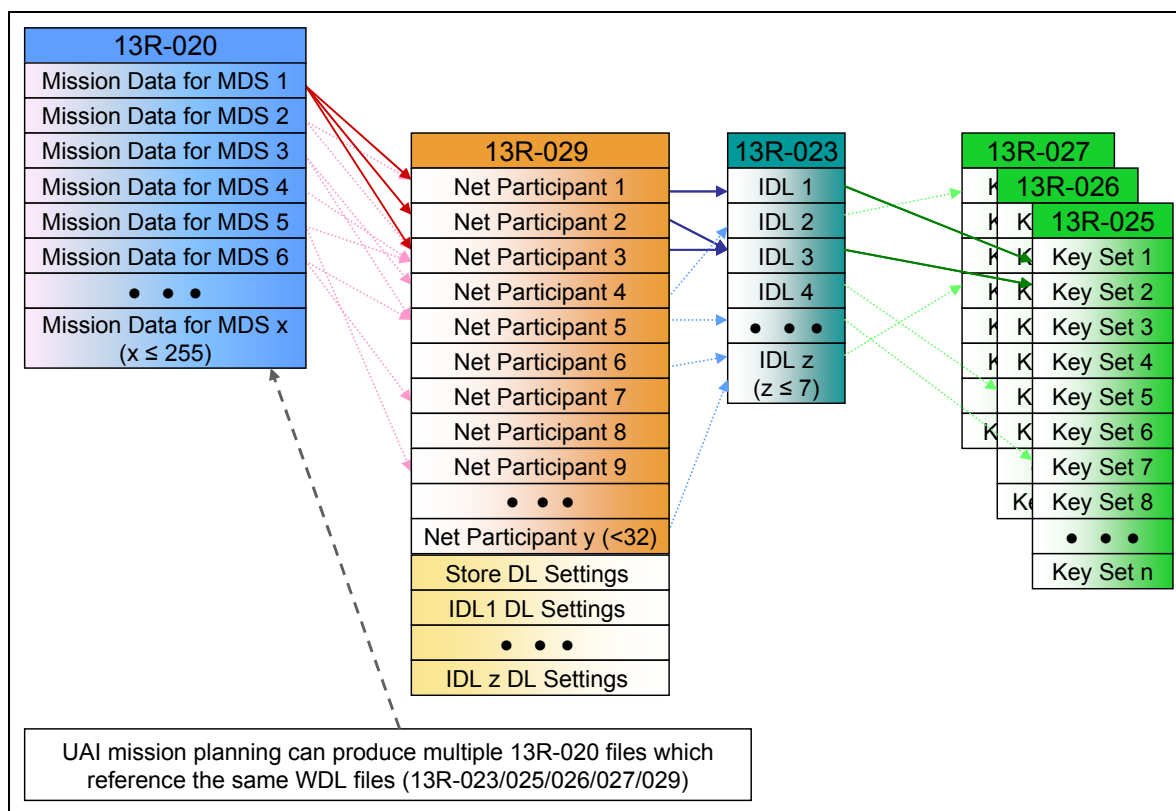 13R-020
Mission Data for MDS 1
Mission Data for MDS 2
Mission Data for MDS 3
Mission Data for MDS 4
Mission Data for MDS 5
Mission Data for MDS 6
● ● ●
Mission Data for MDS x
(x ≤ 255)
13R-029
Net Participant 1
Net Participant 2
Net Participant 3
Net Participant 4
Net Participant 5
Net Participant 6
Net Participant 7
Net Participant 8
Net Participant 9
● ● ●
Net Participant y (<32)
Store DL Settings
IDL1 DL Settings
● ● ●
IDL z DL Settings
13R-023
IDL 1
IDL 2
IDL 3
IDL 4
● ● ●
IDL z
(z ≤ 7)
13R-027
13R-026
13R-025
Key Set 1
Key Set 2
Key Set 3
Key Set 4
Key Set 5
Key Set 6
Key Set 7
Key Set 8
● ● ●
Key Set n
UAI mission planning can produce multiple 13R-020 files which
reference the same WDL files (13R-023/025/026/027/029)